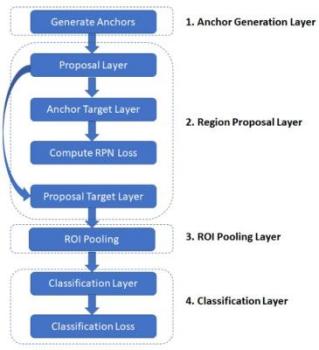 Generate Anchors
1. Anchor Generation Layer
Proposal Layer
Anchor Target Layer
2. Region Proposal Layer
Compute RPN Loss
Proposal Target Layer
ROI Pooling
3. ROI Pooling Layer
Classification Layer
4. Classification Layer
Classification Loss